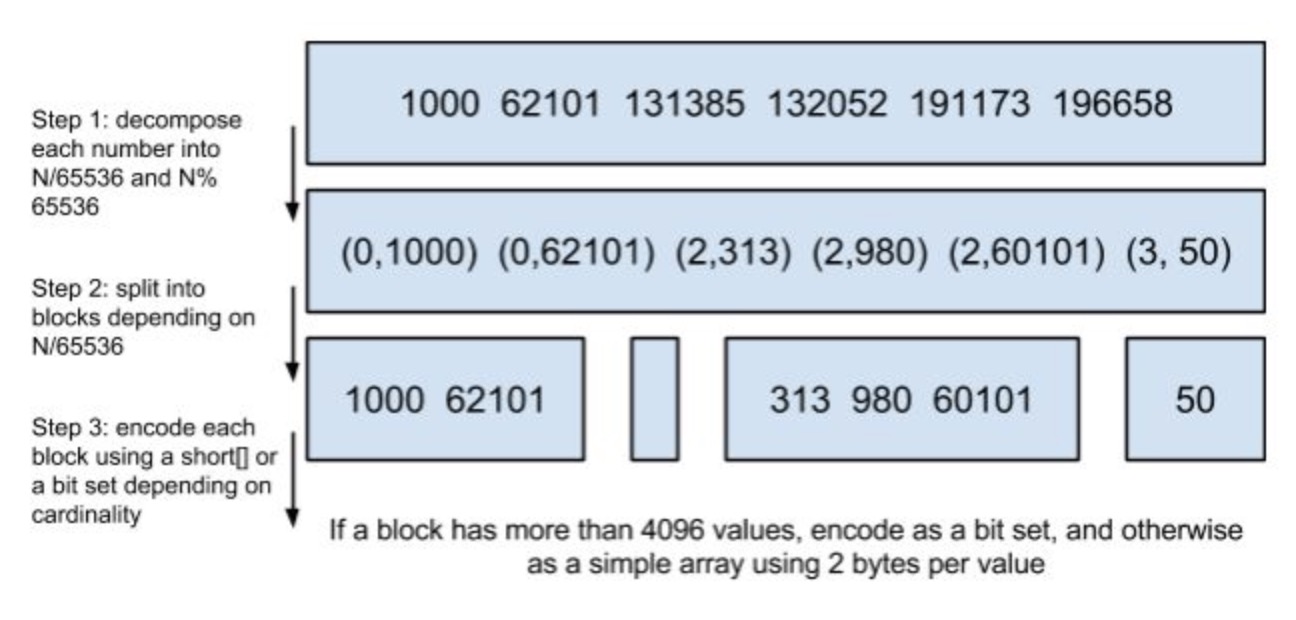 1000 62101 131385 132052 191173 196658
Step 1: decompose
each number into
N/65536 and N%
65536
(0,1000) (0,62101) (2,313) (2,980) (2,60101) (3, 50)
Step 2: split into
blocks depending on
N/65536
1000 62101
313 980 60101
50
Step 3: encode each
block using a short[] or
a bit set depending on
cardinality
If a block has more than 4096 values, encode as a bit set, and otherwise
as a simple array using 2 bytes per value